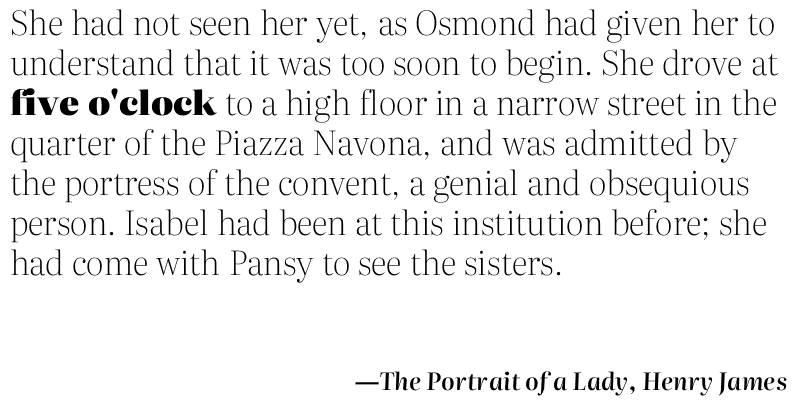 She had not seen her yet, as Osmond had given her to
understand that it was too soon to begin. She drove at
five o'clock to a high floor in a narrow street in the
quarter of the Piazza Navona, and was admitted by
the portress of the convent, a genial and obsequious
person. Isabel had been at this institution before; she
had come with Pansy to see the sisters.
—The Portrait of a Lady, Henry James